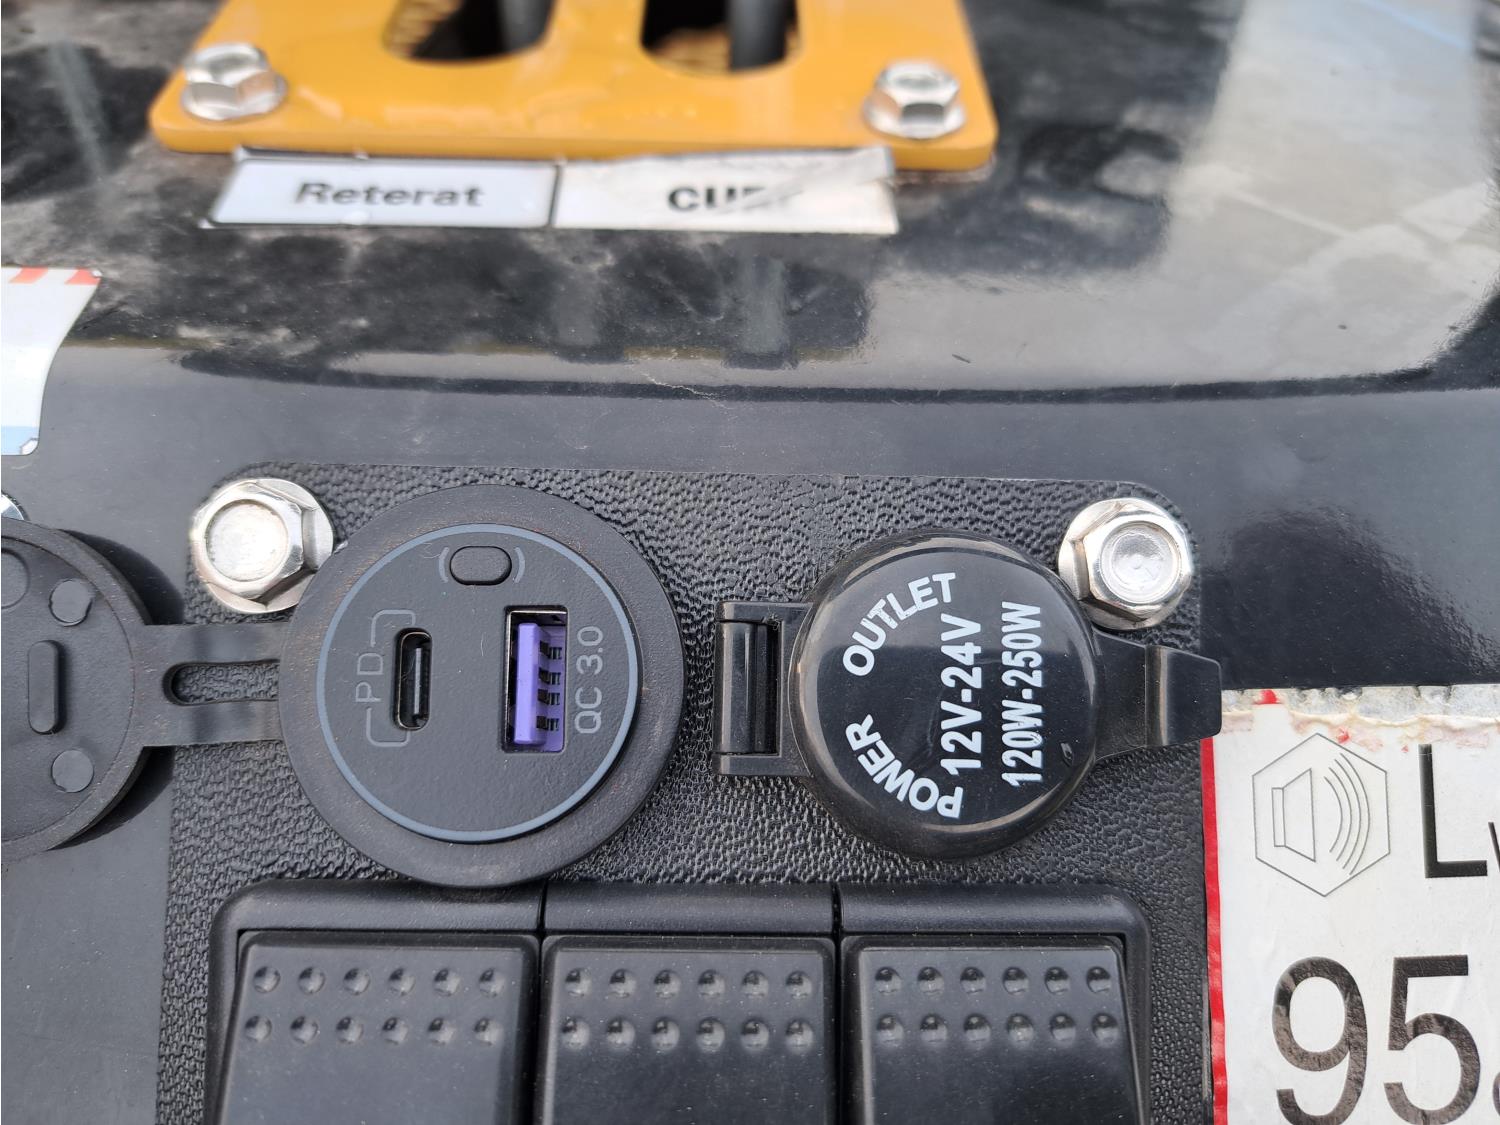 Reterat
PD
QC 3.0
POWER OUTLET
12V-24V
120W-250W
95